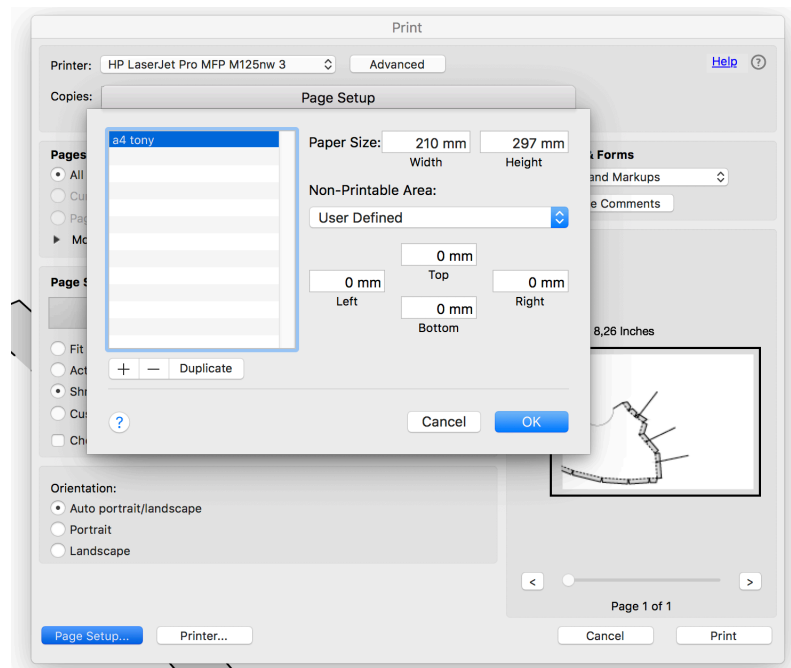 Print
Printer: HP LaserJet Pro MFP M125nw 3 Advanced Help ?
Copies:
Page Setup
a4 tony
Paper Size: 210 mm 297 mm
Width Height
Non-Printable Area:
User Defined
0 mm
Top
0 mm 0 mm
Left Right
0 mm
Bottom
+ — Duplicate
? Cancel OK
Pages & Forms
All and Markups
Cu
Pag Comments
Mo
Page S
8,26 Inches
Fit
Act
Shr
Cus
Ch
Orientation:
Auto portrait/landscape
Portrait
Landscape
< >
Page 1 of 1
Page Setup... Printer... Cancel Print